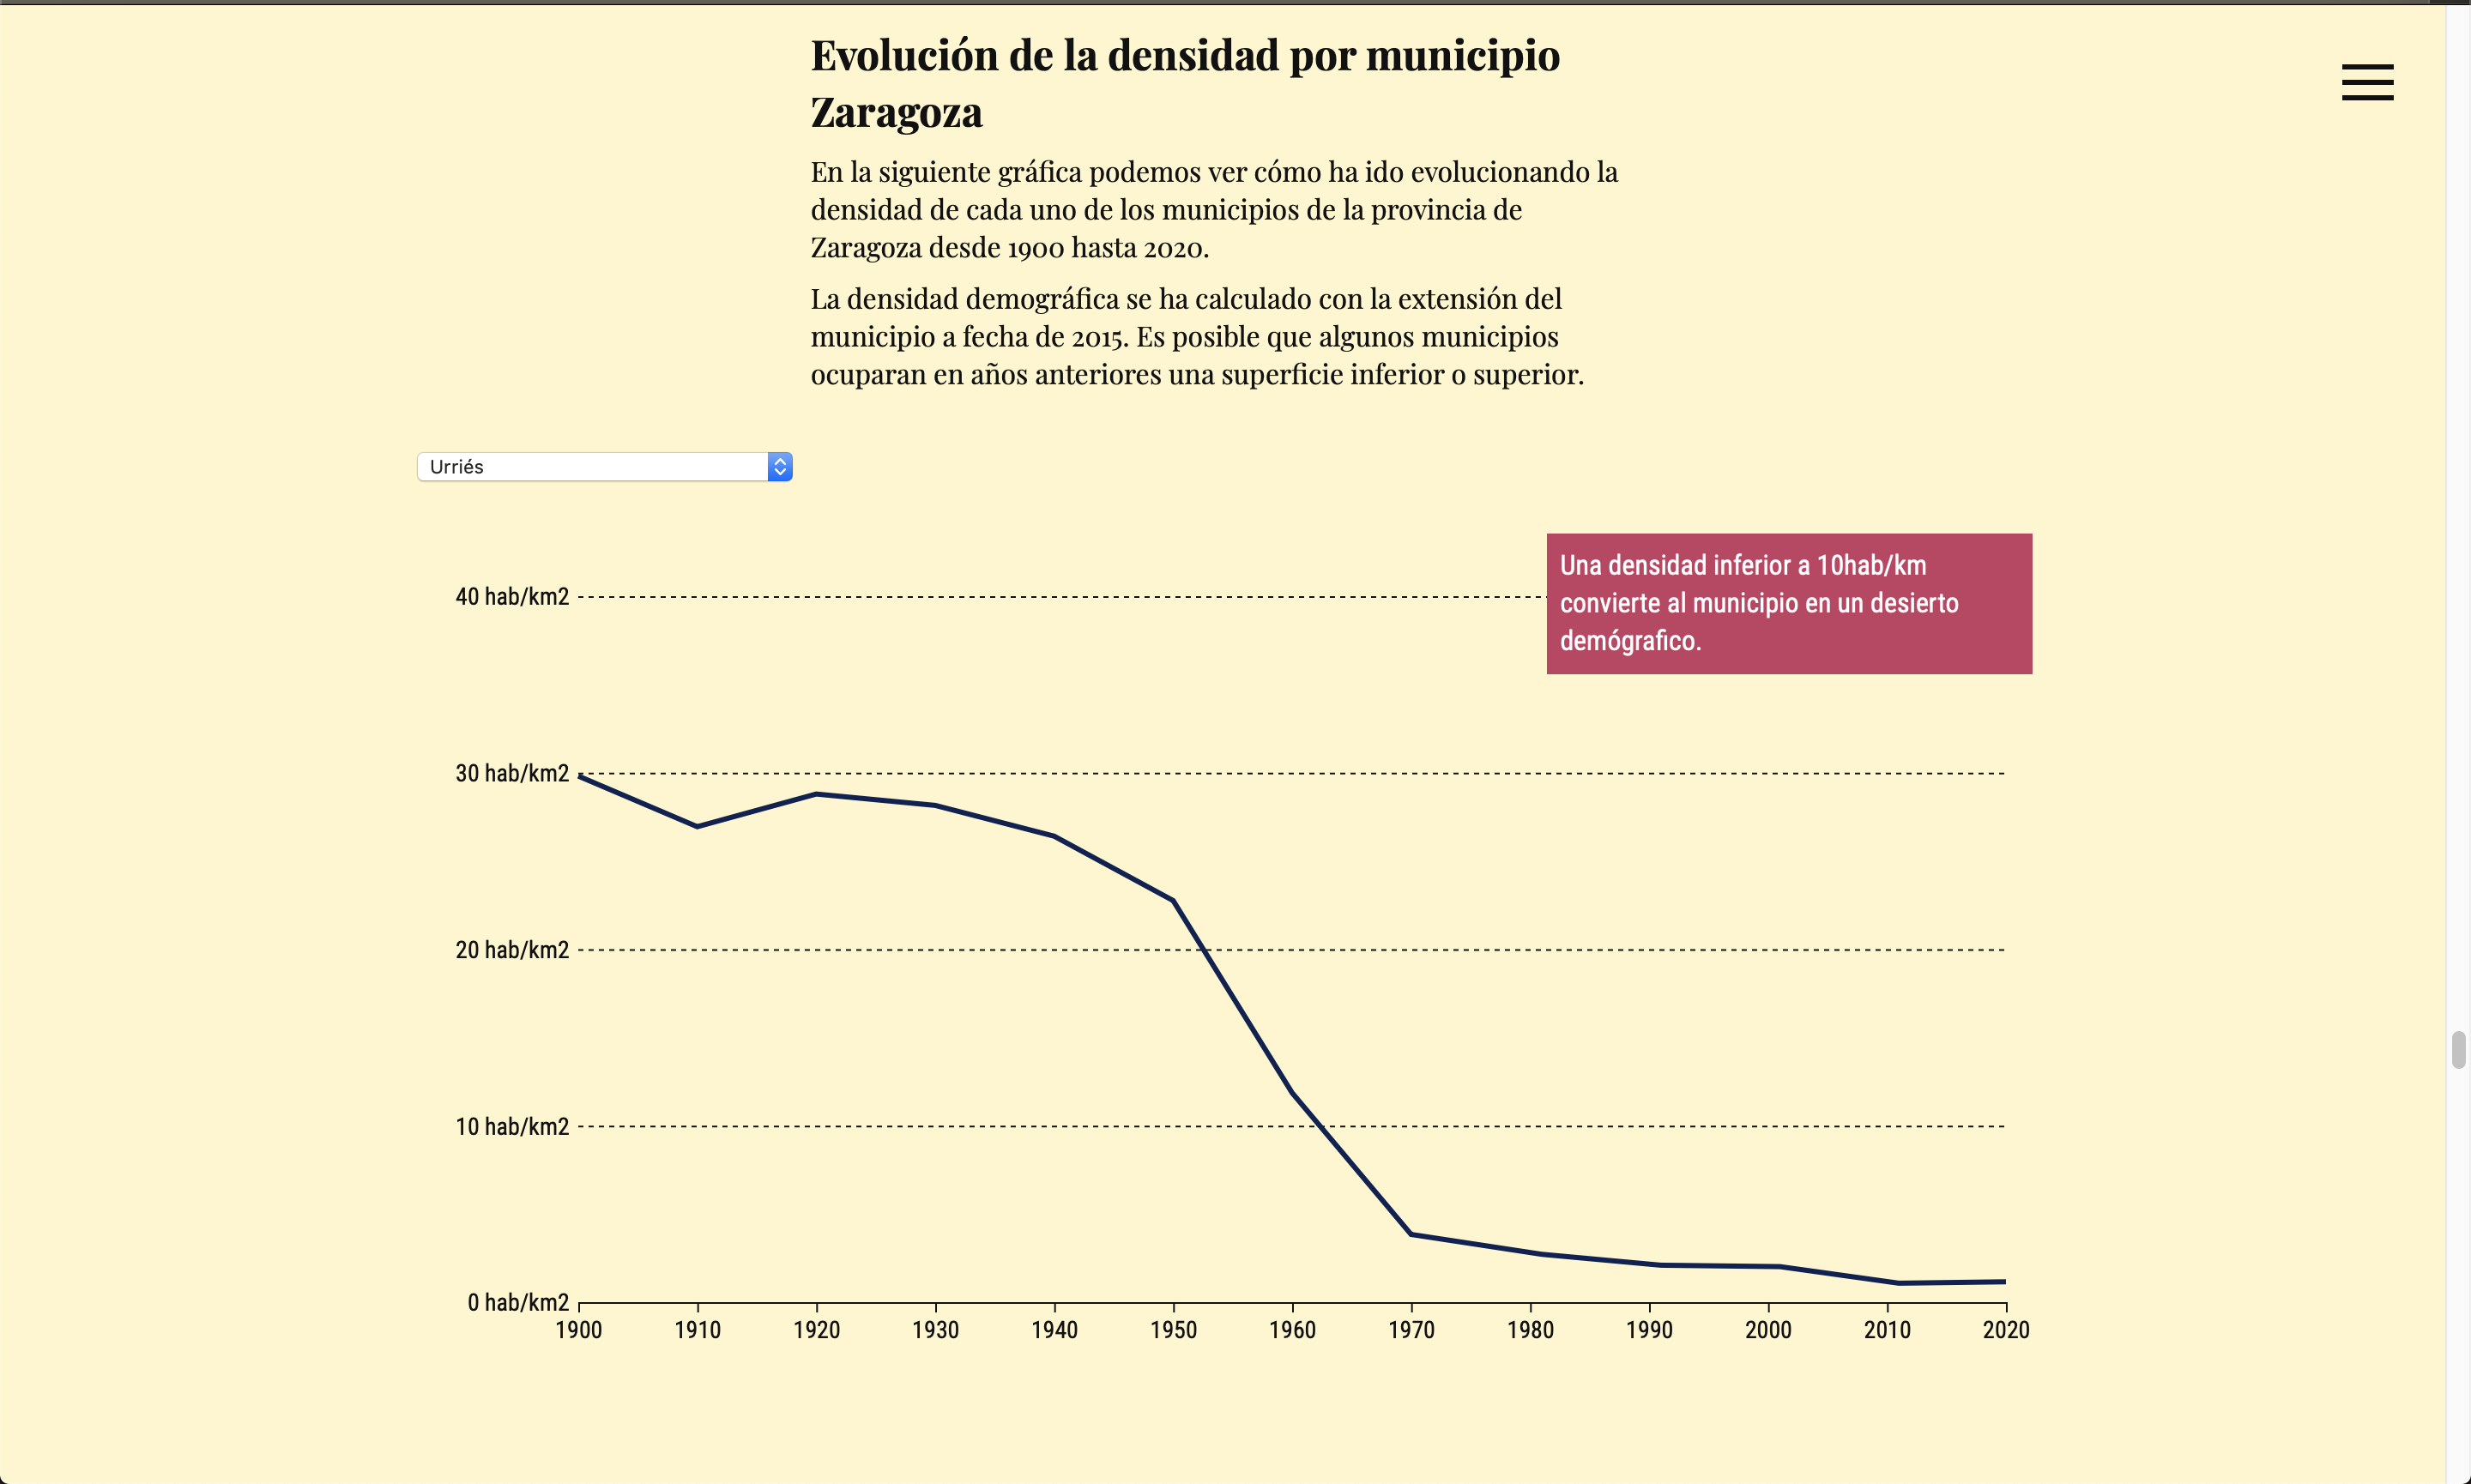 Evolución de la densidad por municipio
Zaragoza
En la siguiente gráfica podemos ver cómo ha ido evolucionando la
densidad de cada uno de los municipios de la provincia de
Zaragoza desde 1900 hasta 2020.
La densidad demográfica se ha calculado con la extensión del
municipio a fecha de 2015. Es posible que algunos municipios
ocuparan en años anteriores una superficie inferior o superior.
Urriés
Una densidad inferior a 10hab/km
convierte al municipio en un desierto
demógrafico.
40 hab/km2
30 hab/km2
20 hab/km2
10 hab/km2
0 hab/km2
1900 1910 1920 1930 1940 1950 1960 1970 1980 1990 2000 2010 2020